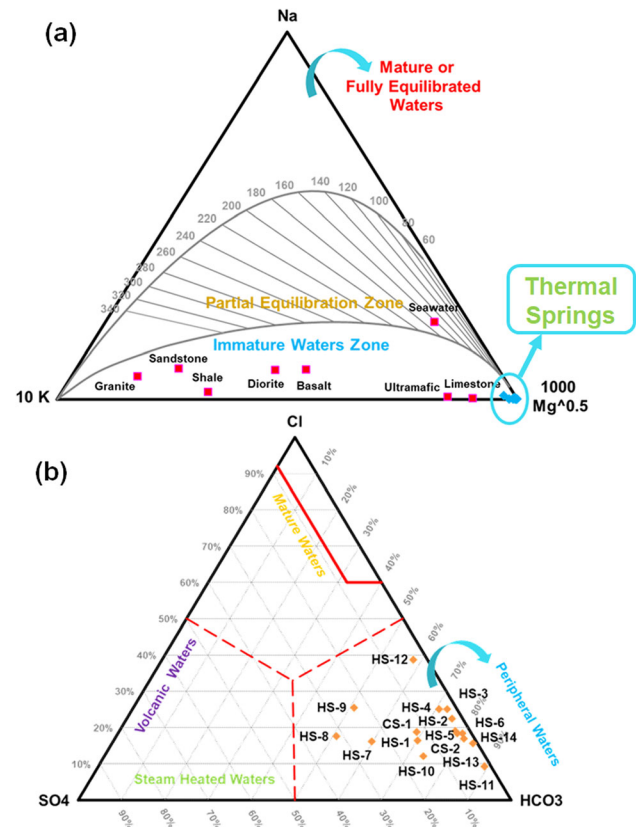 (a)
Na
Mature or
Fully Equilibrated
Waters
140
160
120
180
100
200
80
220
60
240
260
280
300
320
340
Partial Equilibration Zone
Seawater
Thermal
Springs
Immature Waters Zone
Sandstone
Granite
Shale
Diorite
Basalt
Ultramafic
Limestone
10 K
1000
Mg^0.5
(b)
Cl
90%
10%
80%
20%
70%
30%
Mature Waters
60%
40%
50%
50%
60%
HS-12
70%
Peripheral Waters
Volcanic Waters
40%
30%
HS-3
HS-9
HS-4
80%
CS-1
HS-2
HS-6
20%
HS-8
HS-1
HS-5
HS-14
90%
HS-7
CS-2
HS-13
HS-10
10%
Steam Heated Waters
HS-11
SO4
HCO3
90%
80%
70%
60%
50%
40%
30%
20%
10%